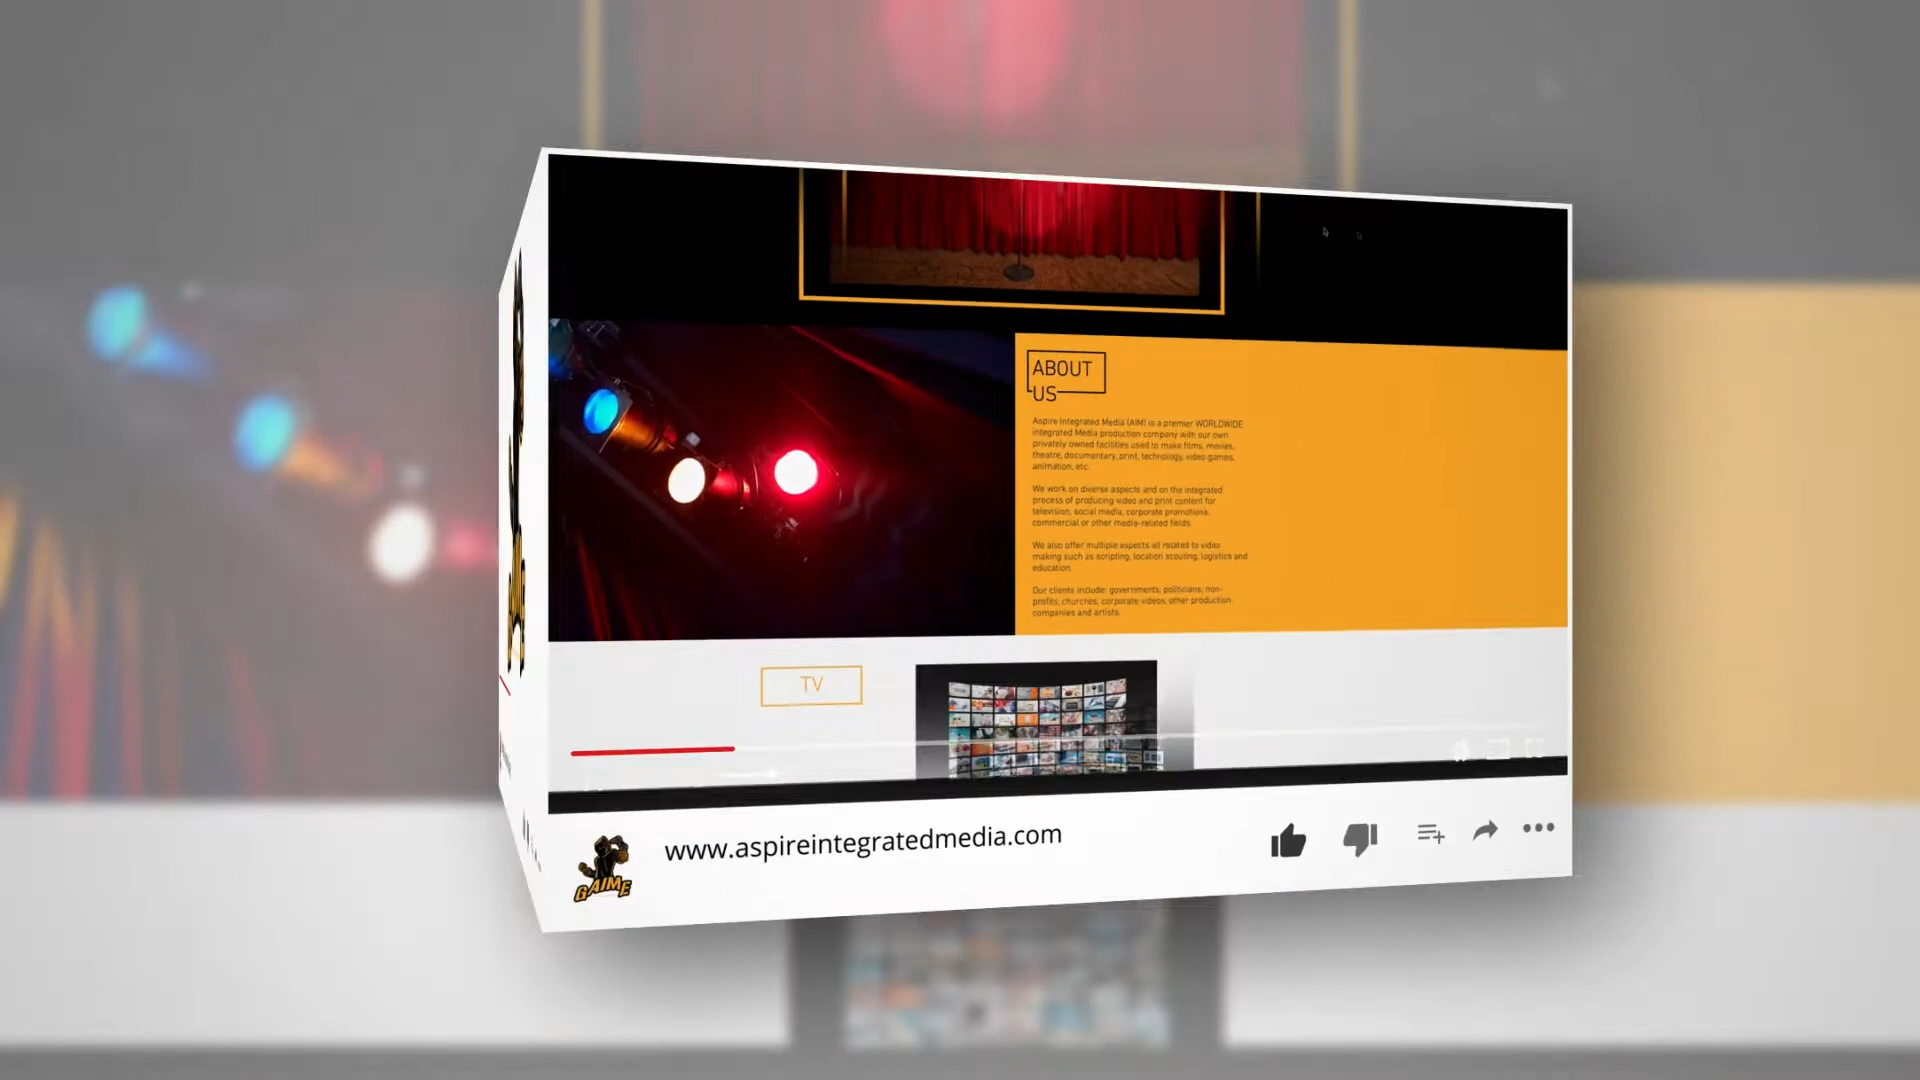 ABOUT
US
Aspire Integrated Media (AIM) is a premier WORLDWIDE
integrated Media production company with our own
privately owned facilities used to make films, movies,
theatre, documentary, print, technology, video games,
animation, etc.
We work on diverse aspects and on the integrated
process of producing video and print content for
television, social media, corporate promotions,
commercial or other media-related fields.
We also offer multiple aspects all related to video
making such as scripting, location scouting, logistics and
education.
Our clients include: governments, politicians, non-
profits, churches, corporate videos, other production
companies and artists.
TV
www.aspireintegratedmedia.com
GAIME